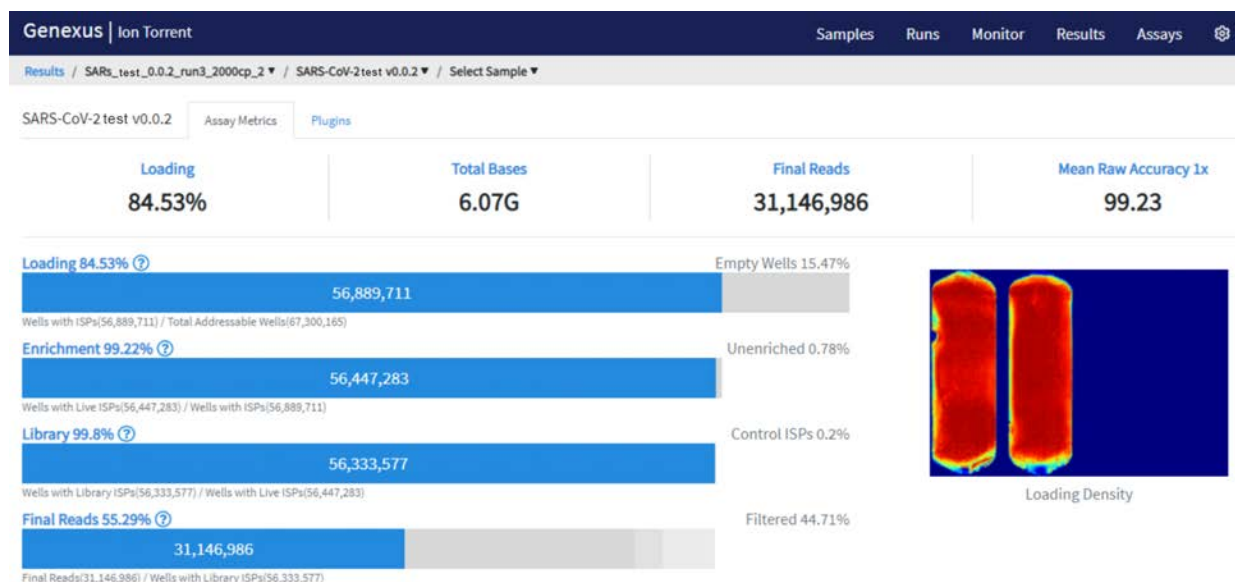 Genexus | Ion Torrent
Samples Runs Monitor Results Assays
Results / SARs_test_0.0.2_run3_2000cp_2 ▼ / SARS-CoV-2test v0.0.2 ▼ / Select Sample ▼
SARS-CoV-2 test v0.0.2 Assay Metrics Plugins
Loading Total Bases Final Reads Mean Raw Accuracy 1x
84.53% 6.07G 31,146,986 99.23
Loading 84.53% ? Empty Wells 15.47%
56,889,711
Wells with ISPs(56,889,711) / Total Addressable Wells(67,300,165)
Enrichment 99.22% ? Unenriched 0.78%
56,447,283
Wells with Live ISPs(56,447,283) / Wells with ISPs(56,889,711)
Library 99.8% ? Control ISPs 0.2%
56,333,577
Wells with Library ISPs(56,333,577) / Wells with Live ISPs(56,447,283)
Loading Density
Final Reads 55.29% ? Filtered 44.71%
31,146,986
Final Reads(31,146,986) / Wells with Library ISPs(56,333,577)